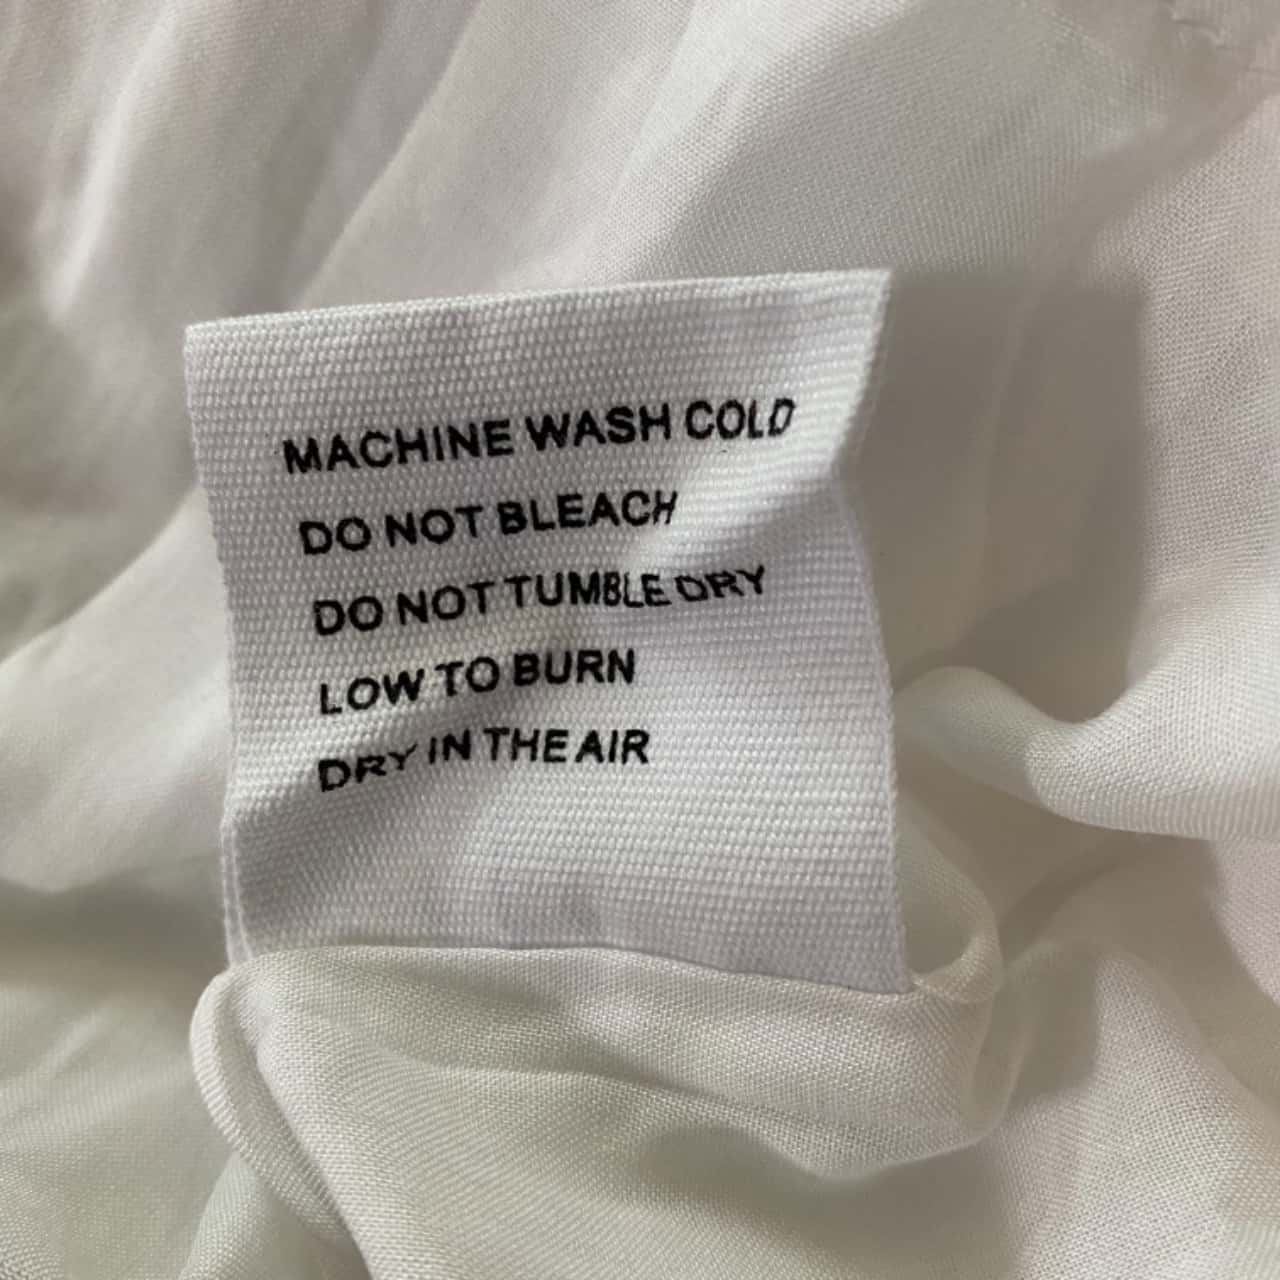 MACHINE WASH COLD
DO NOT BLEACH
DO NOT TUMBLE DRY
LOW TO BURN
DRY IN THE AIR